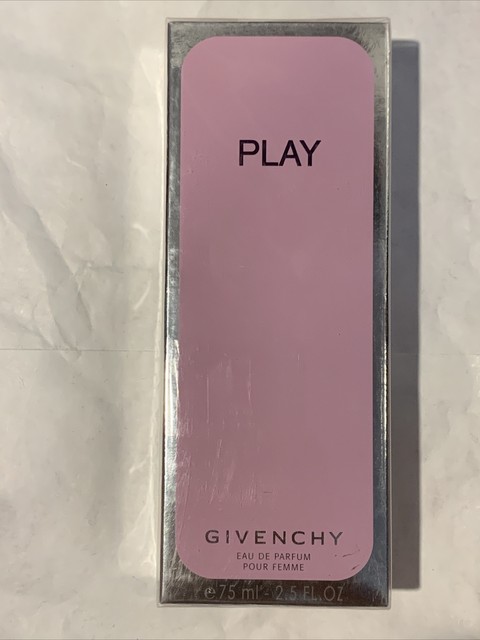 PLAY
GIVENCHY
EAU DE PARFUM
POUR FEMME
℮75 ml - 2.5 FL.OZ